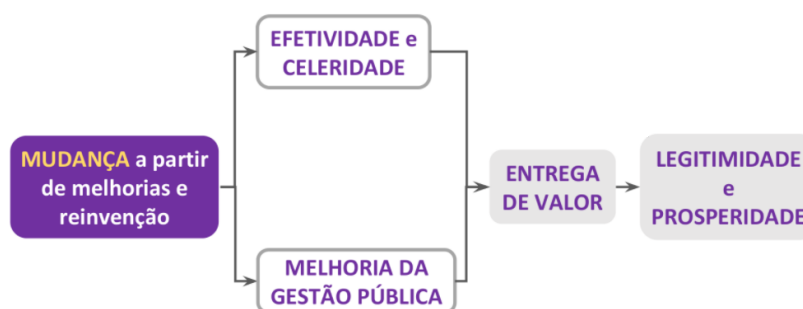 EFETIVIDADE e
CELERIDADE
MUDANÇA a partir
de melhorias e
reinvenção
ENTREGA
DE VALOR
LEGITIMIDADE
e
PROSPERIDADE
MELHORIA DA
GESTÃO PÚBLICA